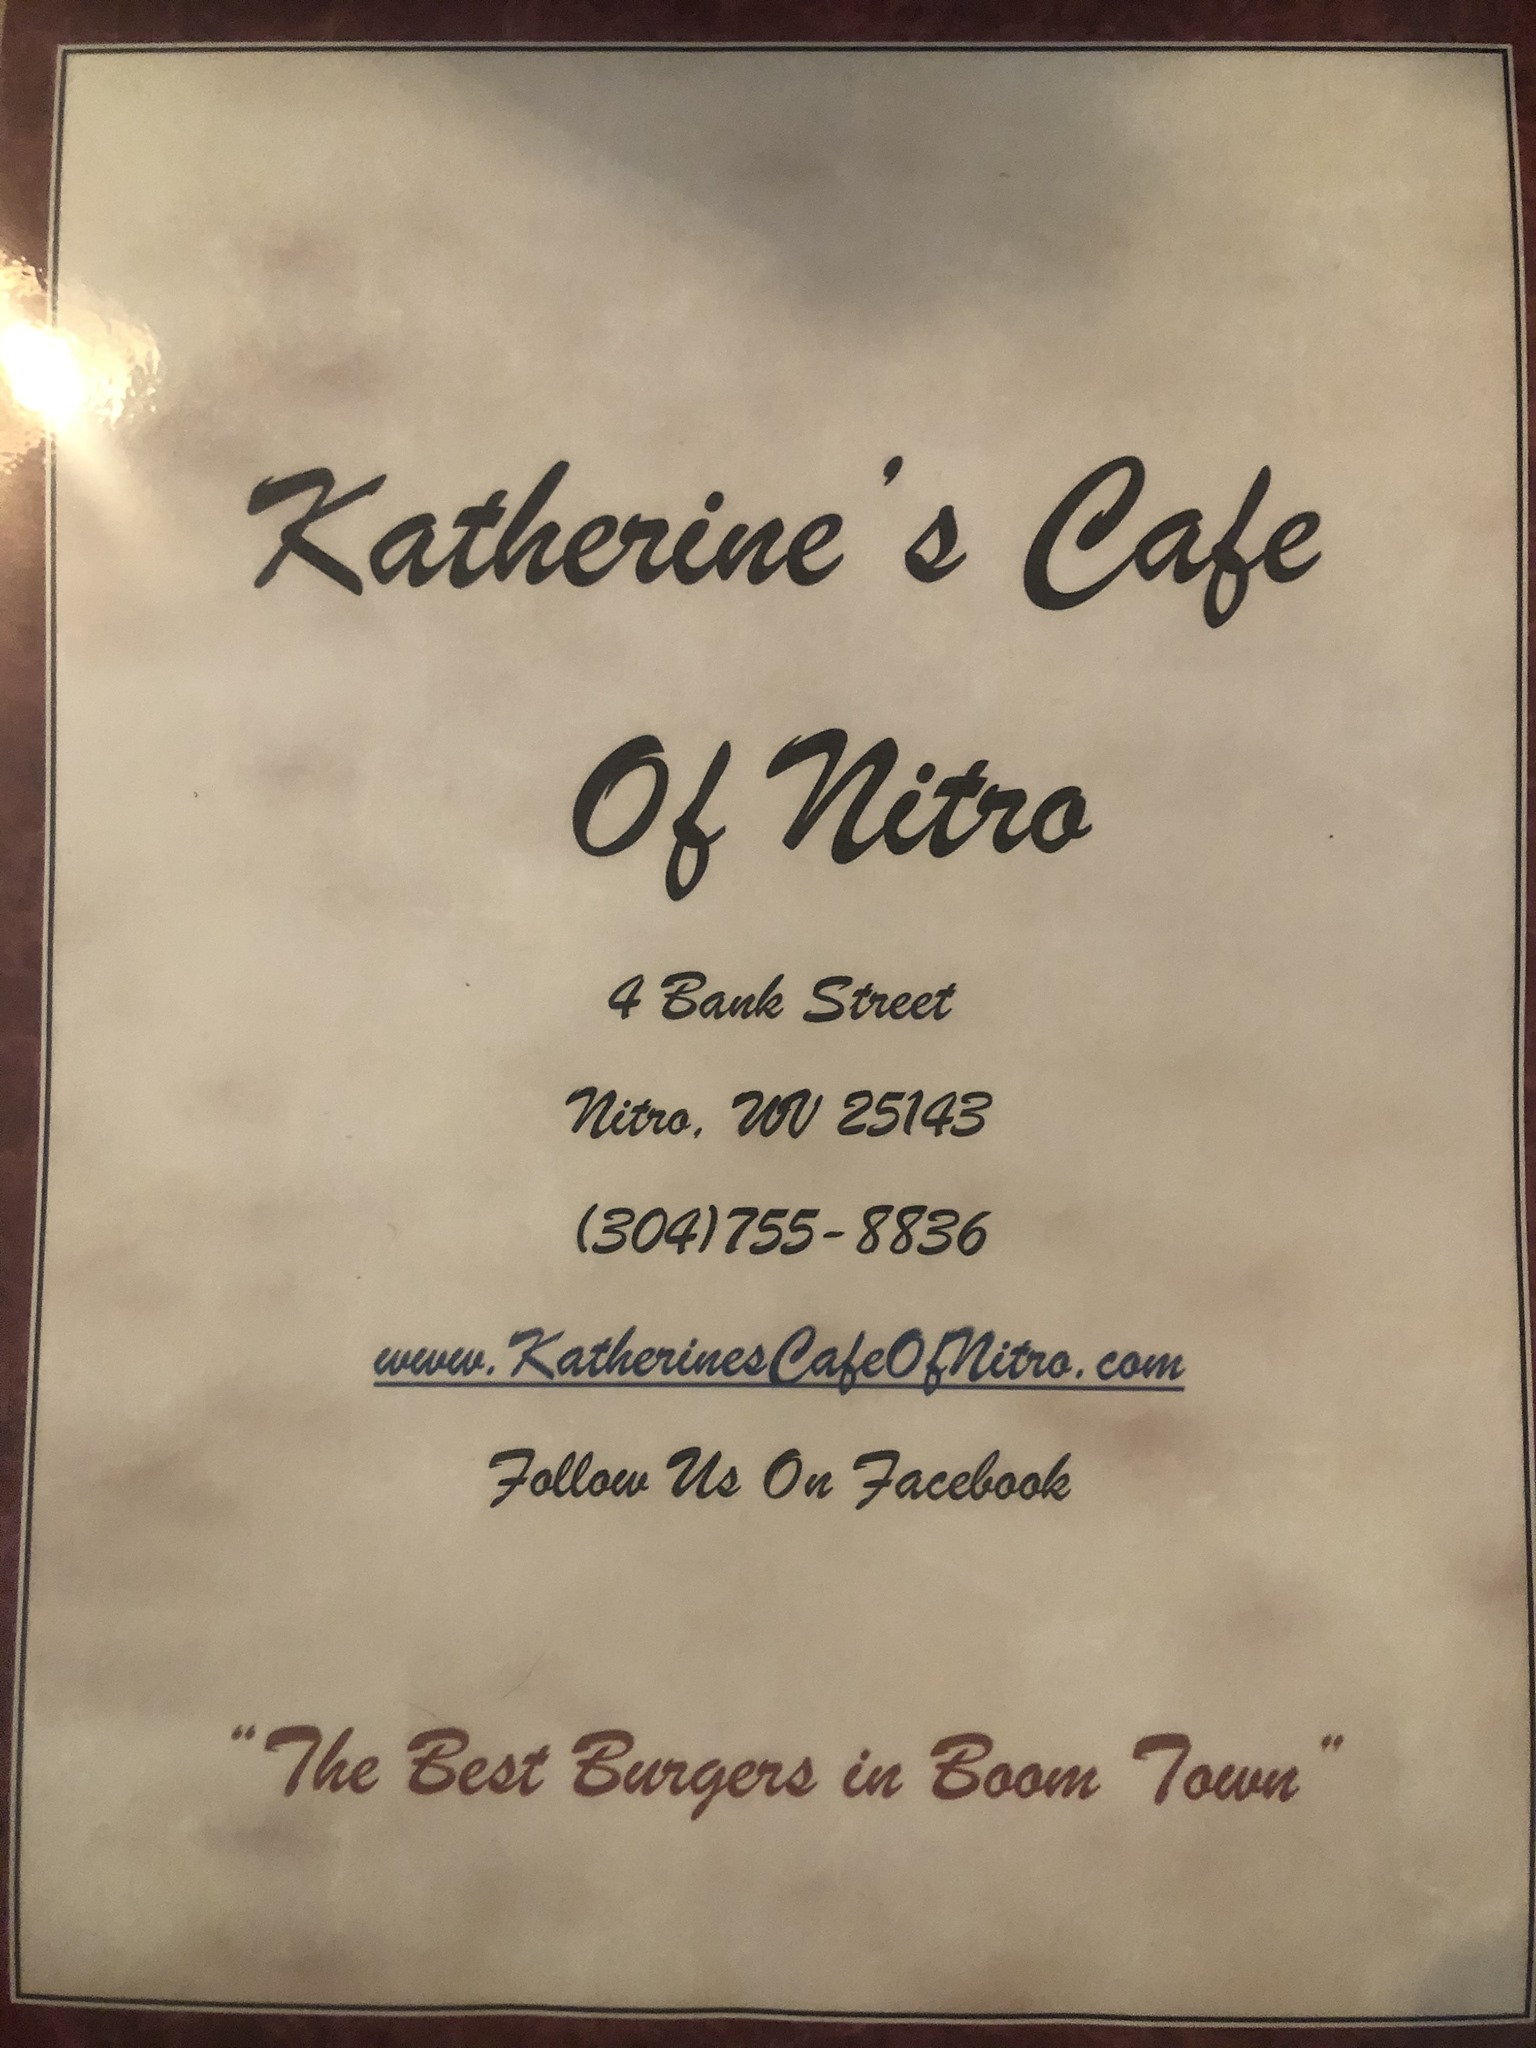 Katherine's Cafe
Of Nitro
4 Bank Street
Nitro, WV 25143
(304)755-8836
www.KatherinesCafeOfNitro.com
Follow Us On Facebook
"The Best Burgers in Boom Town"